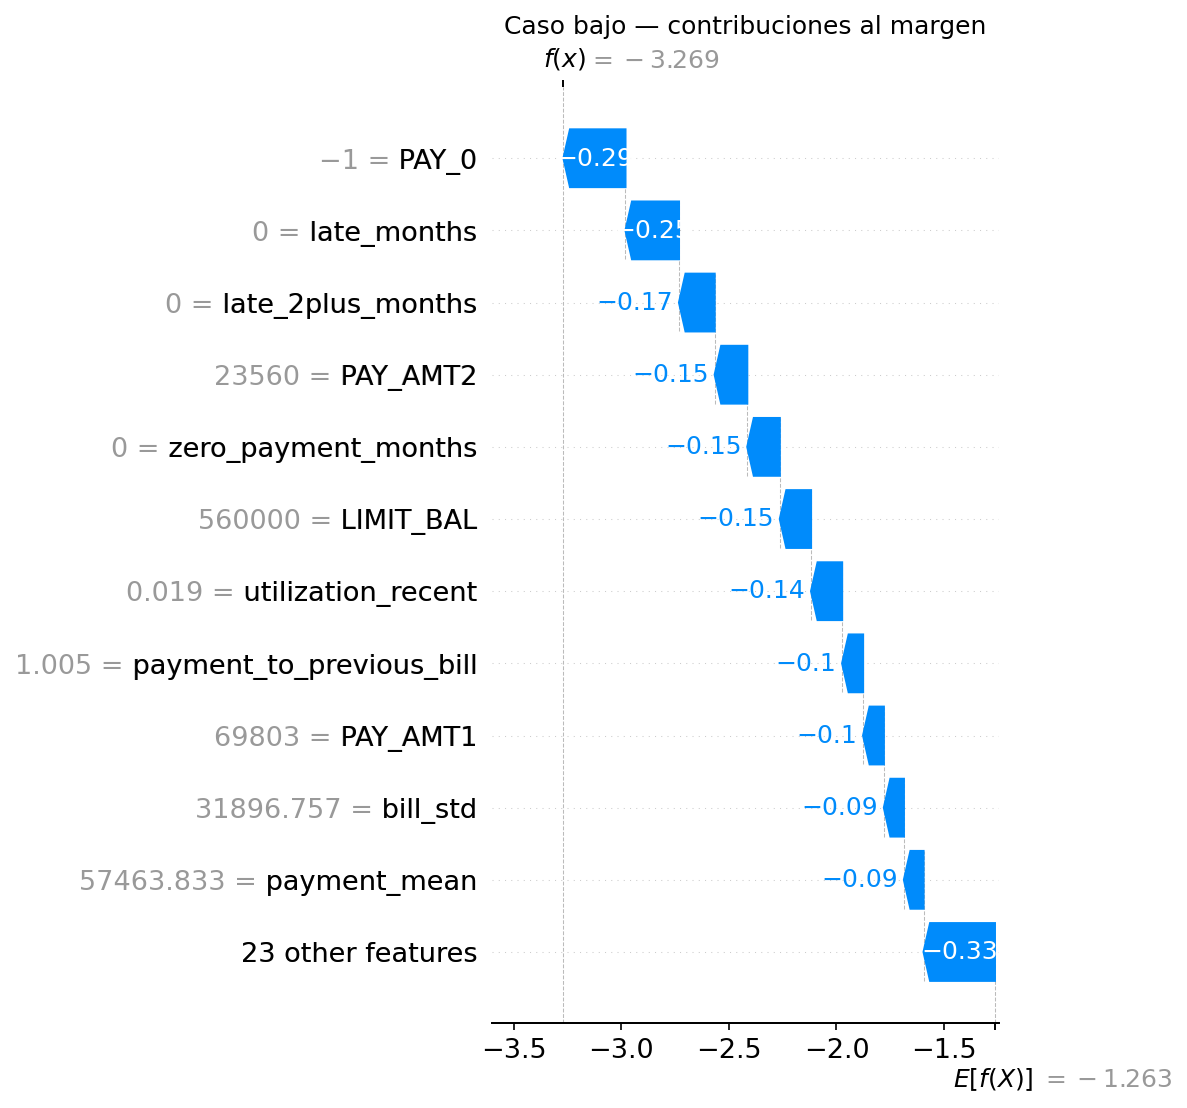 Caso bajo — contribuciones al margen
f(x) = −3.269
−1 = PAY_0 −0.29
0 = late_months −0.25
0 = late_2plus_months −0.17
23560 = PAY_AMT2 −0.15
0 = zero_payment_months −0.15
560000 = LIMIT_BAL −0.15
0.019 = utilization_recent −0.14
1.005 = payment_to_previous_bill −0.1
69803 = PAY_AMT1 −0.1
31896.757 = bill_std −0.09
57463.833 = payment_mean −0.09
23 other features −0.33
−3.5 −3.0 −2.5 −2.0 −1.5
E[f(X)] = −1.263